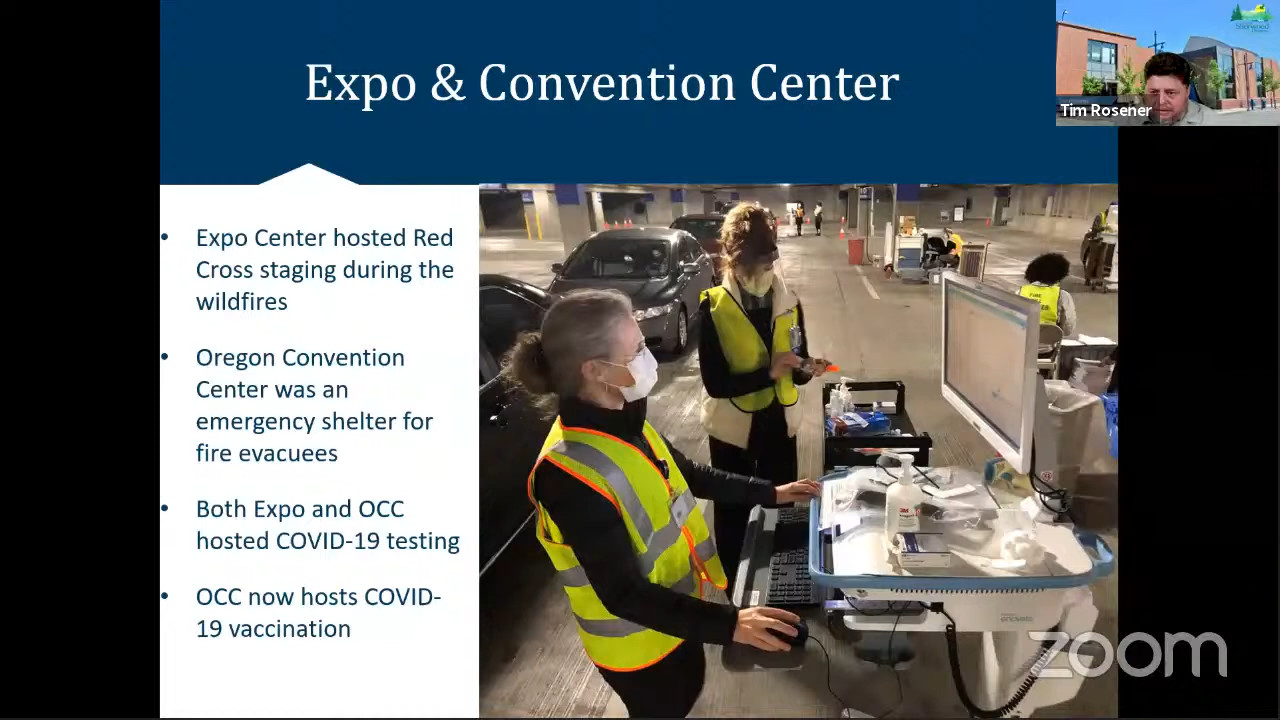 Expo & Convention Center
Tim Rosener
Sherwood
• Expo Center hosted Red
Cross staging during the
wildfires
• Oregon Convention
Center was an
emergency shelter for
fire evacuees
• Both Expo and OCC
hosted COVID-19 testing
• OCC now hosts COVID-
19 vaccination
3M
zoom